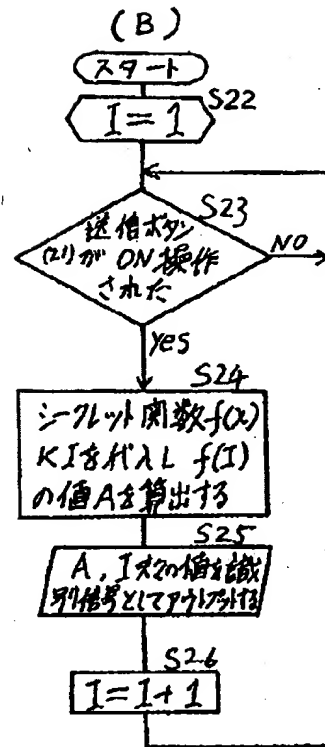 (B)
スタート
S22
I=1
S23
送信ボタン
(21)が ON操作
された
NO
yes
S24
シークレット関数f(x)
にIを代入し f(I)
の値Aを算出する
S25
A, I の値を識
別信号としてアウトプットする
S26
I=I+1